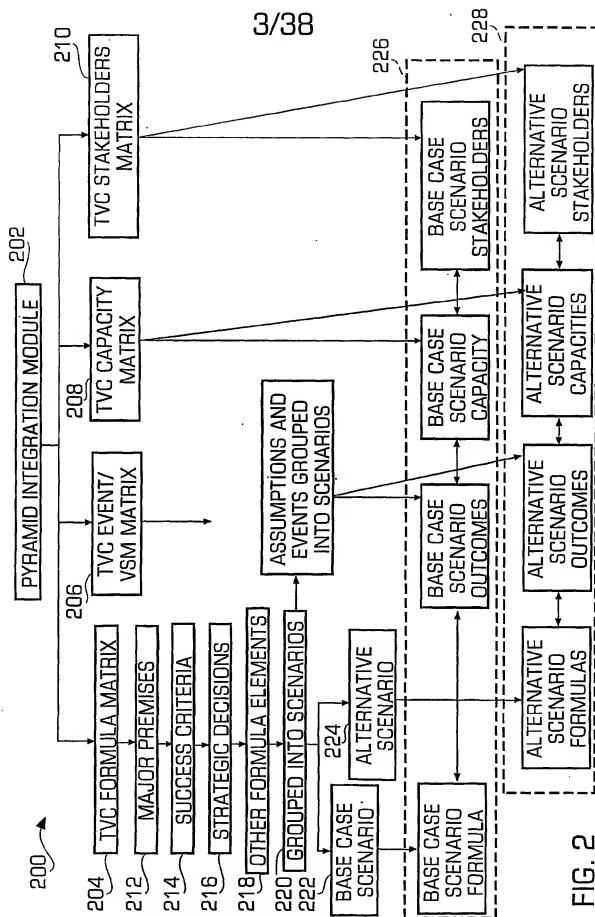 3/38
200
PYRAMID INTEGRATION MODULE
202
TVC FORMULA MATRIX
204
TVC EVENT/
VSM MATRIX
206
TVC CAPACITY
MATRIX
208
TVC STAKEHOLDERS
MATRIX
210
MAJOR PREMISES
212
SUCCESS CRITERIA
214
STRATEGIC DECISIONS
216
OTHER FORMULA ELEMENTS
218
GROUPED INTO SCENARIOS
220
ASSUMPTIONS AND
EVENTS GROUPED
INTO SCENARIOS
BASE CASE
SCENARIO
222
ALTERNATIVE
SCENARIO
224
226
BASE CASE
SCENARIO
FORMULA
BASE CASE
SCENARIO
OUTCOMES
BASE CASE
SCENARIO
CAPACITY
BASE CASE
SCENARIO
STAKEHOLDERS
228
ALTERNATIVE
SCENARIO
FORMULAS
ALTERNATIVE
SCENARIO
OUTCOMES
ALTERNATIVE
SCENARIO
CAPACITIES
ALTERNATIVE
SCENARIO
STAKEHOLDERS
FIG. 2